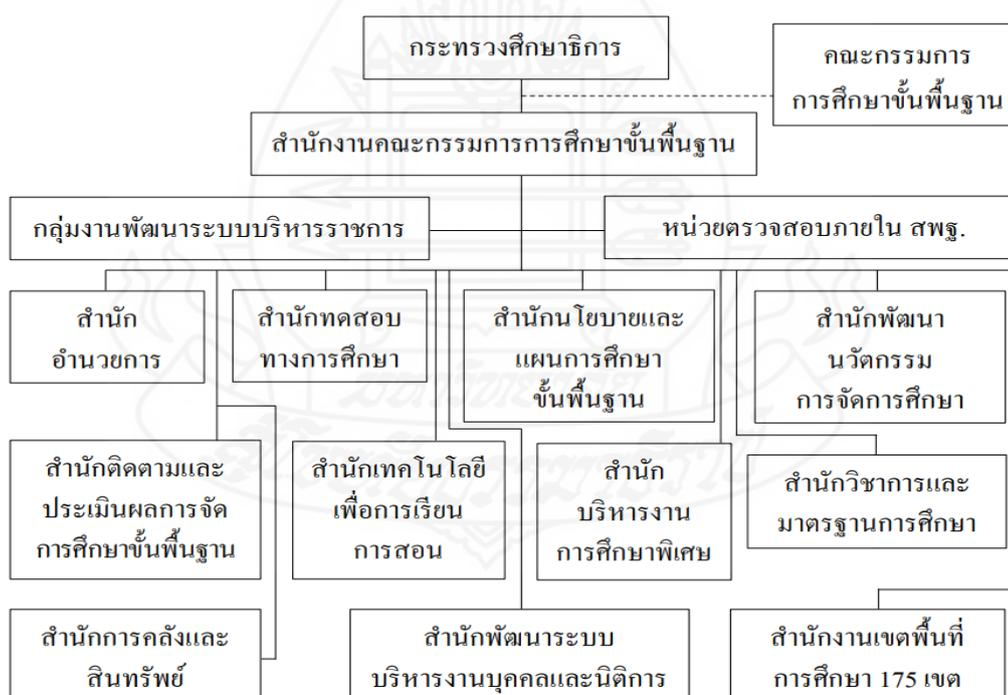 กระทรวงศึกษาธิการ
คณะกรรมการ
การศึกษาขั้นพื้นฐาน
สำนักงานคณะกรรมการการศึกษาขั้นพื้นฐาน
กลุ่มงานพัฒนาระบบบริหารราชการ
หน่วยตรวจสอบภายใน สพฐ.
สำนัก
อำนวยการ
สำนักทดสอบ
ทางการศึกษา
สำนักนโยบายและ
แผนการศึกษา
ขั้นพื้นฐาน
สำนักพัฒนา
นวัตกรรม
การจัดการศึกษา
สำนักติดตามและ
ประเมินผลการจัด
การศึกษาขั้นพื้นฐาน
สำนักเทคโนโลยี
เพื่อการเรียน
การสอน
สำนัก
บริหารงาน
การศึกษาพิเศษ
สำนักวิชาการและ
มาตรฐานการศึกษา
สำนักการคลังและ
สินทรัพย์
สำนักพัฒนาระบบ
บริหารงานบุคคลและนิติการ
สำนักงานเขตพื้นที่
การศึกษา 175 เขต